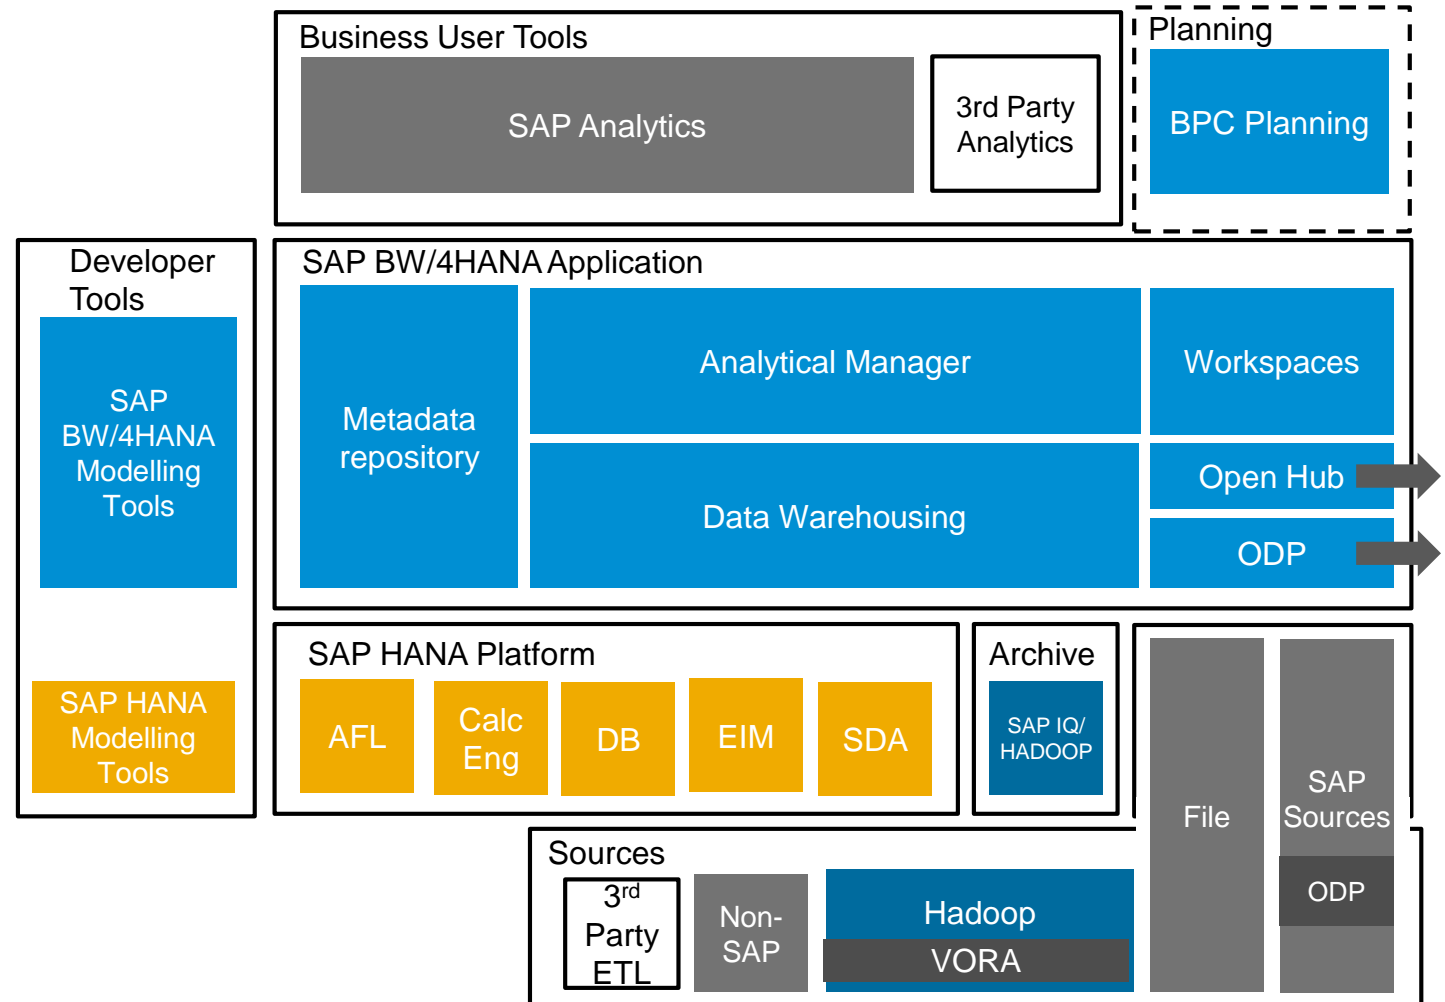 Business User Tools
SAP Analytics
3rd Party
Analytics
Planning
BPC Planning
Developer
Tools
SAP
BW/4HANA
Modelling
Tools
SAP HANA
Modelling
Tools
SAP BW/4HANA Application
Metadata
repository
Analytical Manager
Workspaces
Data Warehousing
Open Hub
ODP
SAP HANA Platform
AFL
Calc
Eng
DB
EIM
SDA
Archive
SAP IQ/
HADOOP
File
SAP
Sources
ODP
Sources
3rd
Party
ETL
Non-
SAP
Hadoop
VORA